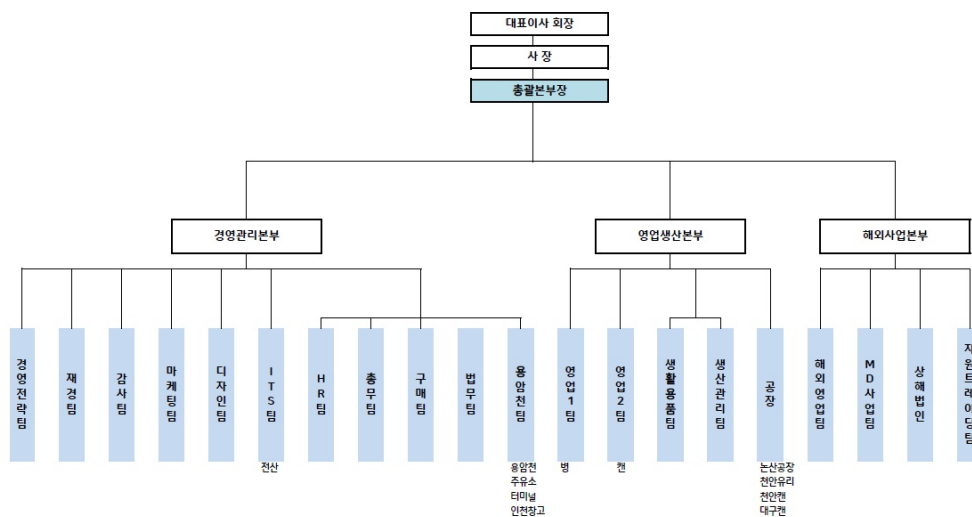 대표이사 회장
사 장
총괄본부장
경영관리본부
영업생산본부
해외사업본부
경영전략팀
재경팀
감사팀
마케팅팀
디자인팀
ITS팀
HR팀
총무팀
구매팀
법무팀
용암천팀
영업1팀
영업2팀
생활용품팀
생산관리팀
공장
해외영업팀
MD사업팀
상해법인
자원트레이딩팀
전산
용암천
주유소
터미널
인천창고
병
캔
논산공장
천안유리
천안캔
대구캔